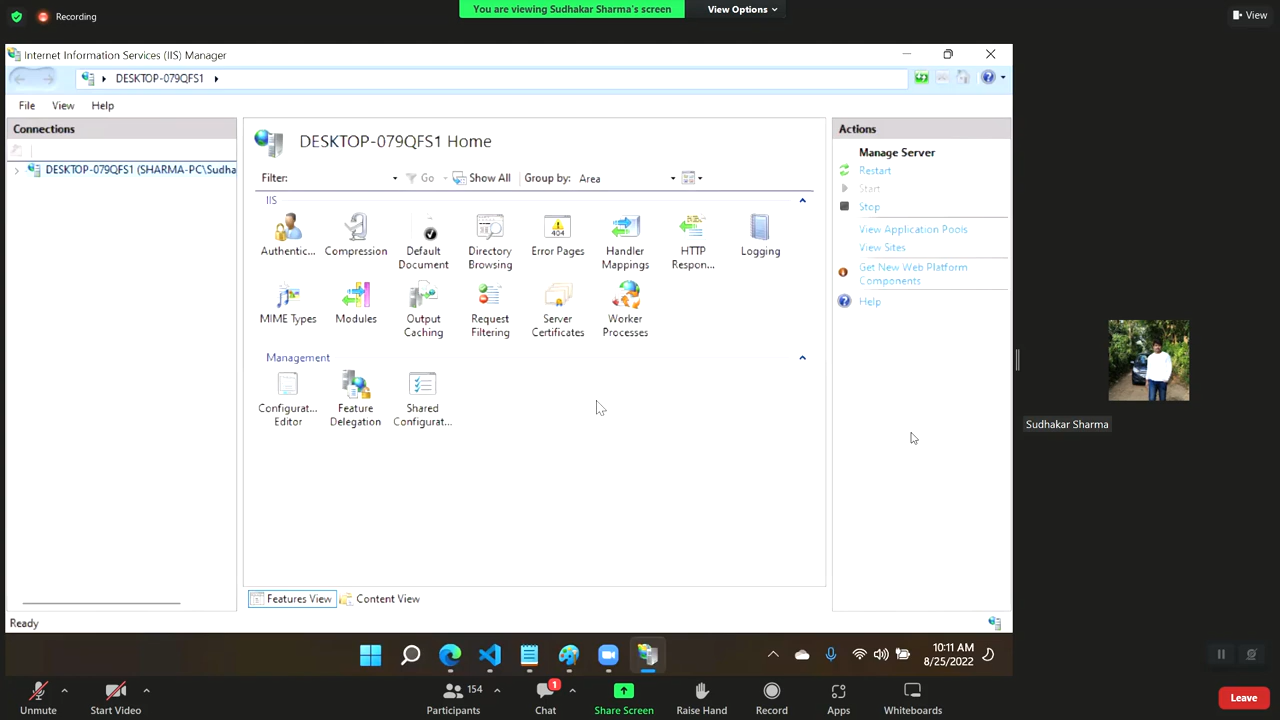 Recording
You are viewing Sudhakar Sharma's screen
View Options
View
Internet Information Services (IIS) Manager
DESKTOP-079QFS1
File View Help
Connections
DESKTOP-079QFS1 (SHARMA-PC\Sudha
DESKTOP-079QFS1 Home
Filter: Go Show All Group by: Area
IIS
Authentic...
Compression
Default
Document
Directory
Browsing
Error Pages
Handler
Mappings
HTTP
Respon...
Logging
MIME Types
Modules
Output
Caching
Request
Filtering
Server
Certificates
Worker
Processes
Management
Configurat...
Editor
Feature
Delegation
Shared
Configurat...
Features View
Content View
Ready
Actions
Manage Server
Restart
Start
Stop
View Application Pools
View Sites
Get New Web Platform
Components
Help
Sudhakar Sharma
10:11 AM
8/25/2022
Unmute
Start Video
154
Participants
1
Chat
Share Screen
Raise Hand
Record
Apps
Whiteboards
Leave